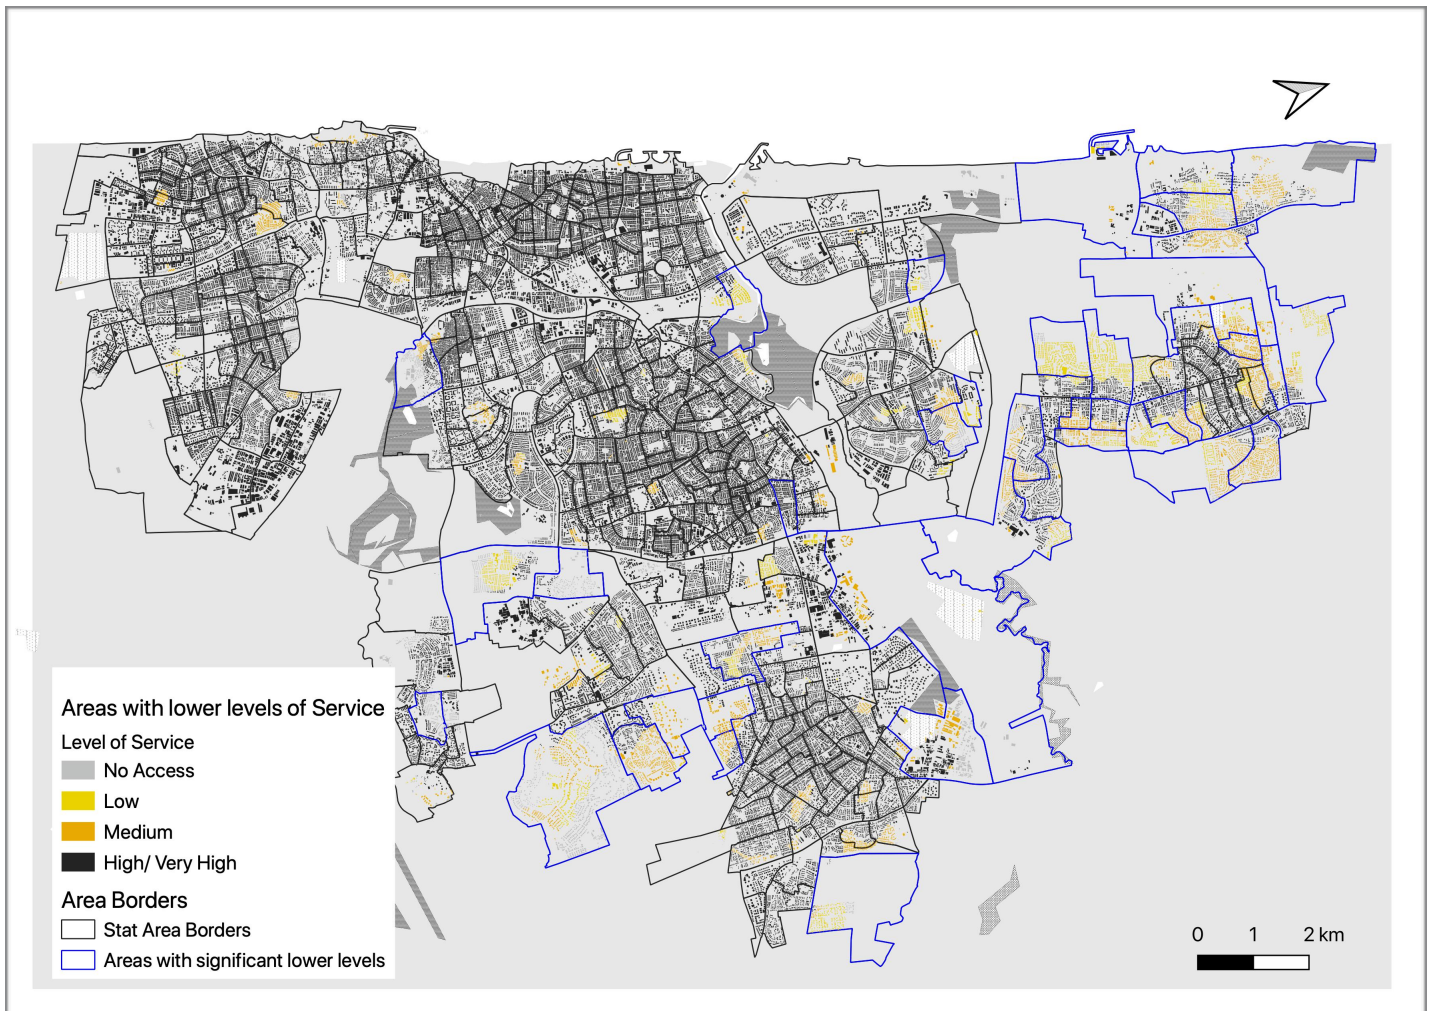 Areas with lower levels of Service
Level of Service
No Access
Low
Medium
High/ Very High
Area Borders
Stat Area Borders
Areas with significant lower levels
0 1 2 km